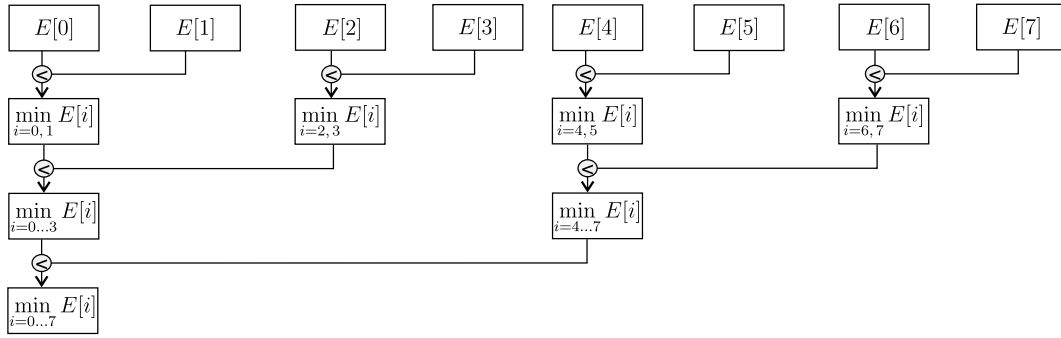 E[0] E[1] E[2] E[3] E[4] E[5] E[6] E[7]
< < < <
min E[i] min E[i] min E[i] min E[i]
i=0,1 i=2,3 i=4,5 i=6,7
< <
min E[i] min E[i]
i=0...3 i=4...7
<
min E[i]
i=0...7